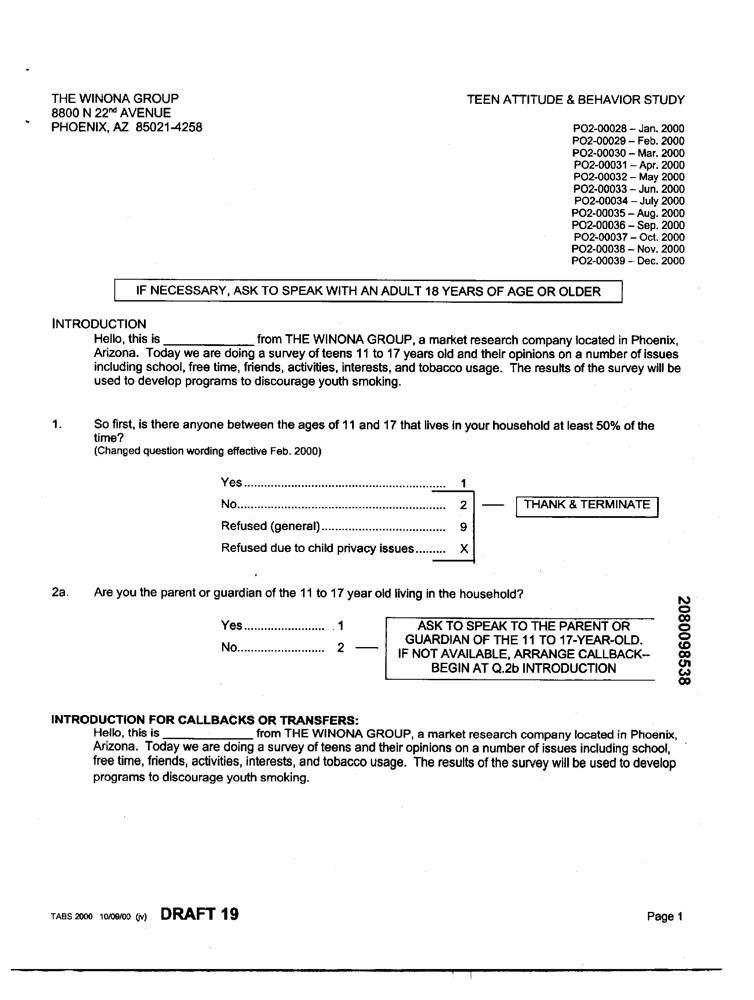 THE WINONA GROUP
8800 N 22nd AVENUE
PHOENIX, AZ 85021-4258
TEEN ATTITUDE & BEHAVIOR STUDY
PO2-00028 – Jan. 2000
PO2-00029 – Feb. 2000
PO2-00030 – Mar. 2000
PO2-00031 – Apr. 2000
PO2-00032 – May 2000
PO2-00033 – Jun. 2000
PO2-00034 – July 2000
PO2-00035 – Aug. 2000
PO2-00036 – Sep. 2000
PO2-00037 – Oct. 2000
PO2-00038 – Nov. 2000
PO2-00039 – Dec. 2000
IF NECESSARY, ASK TO SPEAK WITH AN ADULT 18 YEARS OF AGE OR OLDER
INTRODUCTION
Hello, this is ______________ from THE WINONA GROUP, a market research company located in Phoenix,
Arizona. Today we are doing a survey of teens 11 to 17 years old and their opinions on a number of issues
including school, free time, friends, activities, interests, and tobacco usage. The results of the survey will be
used to develop programs to discourage youth smoking.
1. So first, is there anyone between the ages of 11 and 17 that lives in your household at least 50% of the
time?
(Changed question wording effective Feb. 2000)
Yes ............................................................ 1
No.............................................................. 2 — THANK & TERMINATE
Refused (general)..................................... 9
Refused due to child privacy issues......... X
2a. Are you the parent or guardian of the 11 to 17 year old living in the household?
Yes ........................ 1
No.......................... 2 —
ASK TO SPEAK TO THE PARENT OR
GUARDIAN OF THE 11 TO 17-YEAR-OLD.
IF NOT AVAILABLE, ARRANGE CALLBACK--
BEGIN AT Q.2b INTRODUCTION
2080098538
INTRODUCTION FOR CALLBACKS OR TRANSFERS:
Hello, this is ______________ from THE WINONA GROUP, a market research company located in Phoenix,
Arizona. Today we are doing a survey of teens and their opinions on a number of issues including school,
free time, friends, activities, interests, and tobacco usage. The results of the survey will be used to develop
programs to discourage youth smoking.
TABS 2000 10/09/00 (jv) DRAFT 19
Page 1